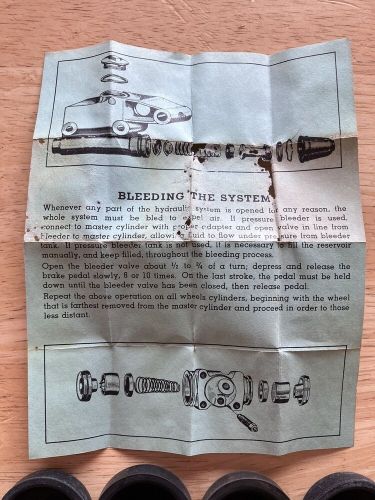 BLEEDING THE SYSTEM
Whenever any part of the hydraulic system is opened for any reason, the
whole system must be bled to expel air. If pressure bleeder is used,
connect to master cylinder with proper adapter and open valve in line from
bleeder to master cylinder, allows fluid to flow under pressure from bleeder
tank. If pressure bleeder tank is not used, it is necessary to fill the reservoir
manually, and keep filled, throughout the bleeding process.
Open the bleeder valve about ½ to ¾ of a turn; depress and release the
brake pedal slowly, 8 or 10 times. On the last stroke, the pedal must be held
down until the bleeder valve has been closed, then release pedal.
Repeat the above operation on all wheels cylinders, beginning with the wheel
that is farthest removed from the master cylinder and proceed in order to those
less distant.